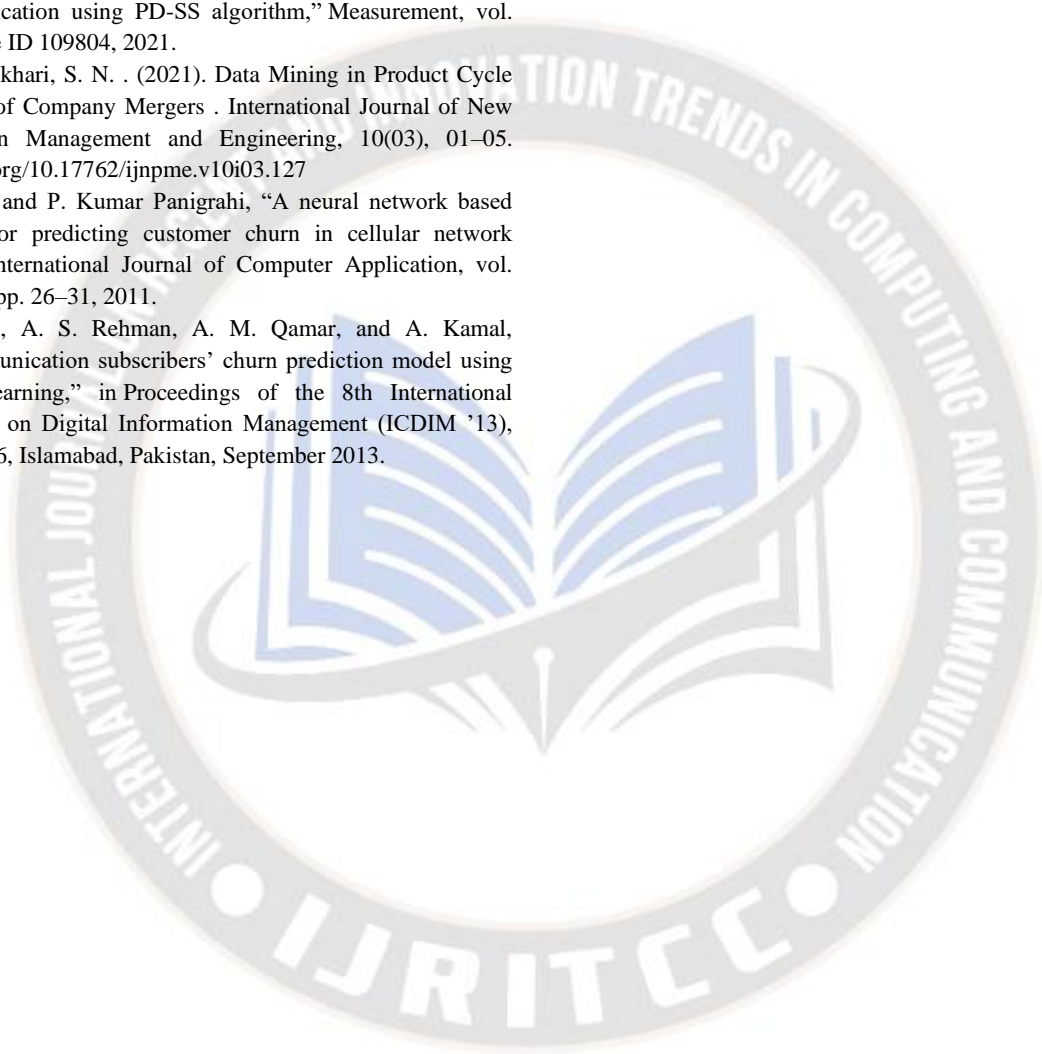 ication using PD-SS algorithm,” Measurement, vol.
e ID 109804, 2021.
khari, S. N. . (2021). Data Mining in Product Cycle
of Company Mergers . International Journal of New
n Management and Engineering, 10(03), 01–05.
org/10.17762/ijnpme.v10i03.127
and P. Kumar Panigrahi, “A neural network based
or predicting customer churn in cellular network
nternational Journal of Computer Application, vol.
pp. 26–31, 2011.
, A. S. Rehman, A. M. Qamar, and A. Kamal,
unication subscribers’ churn prediction model using
earning,” in Proceedings of the 8th International
on Digital Information Management (ICDIM ’13),
6, Islamabad, Pakistan, September 2013.
INTERNATIONAL JOURNAL ON RECENT AND INNOVATION TRENDS IN COMPUTING AND COMMUNICATION
IJRITCC